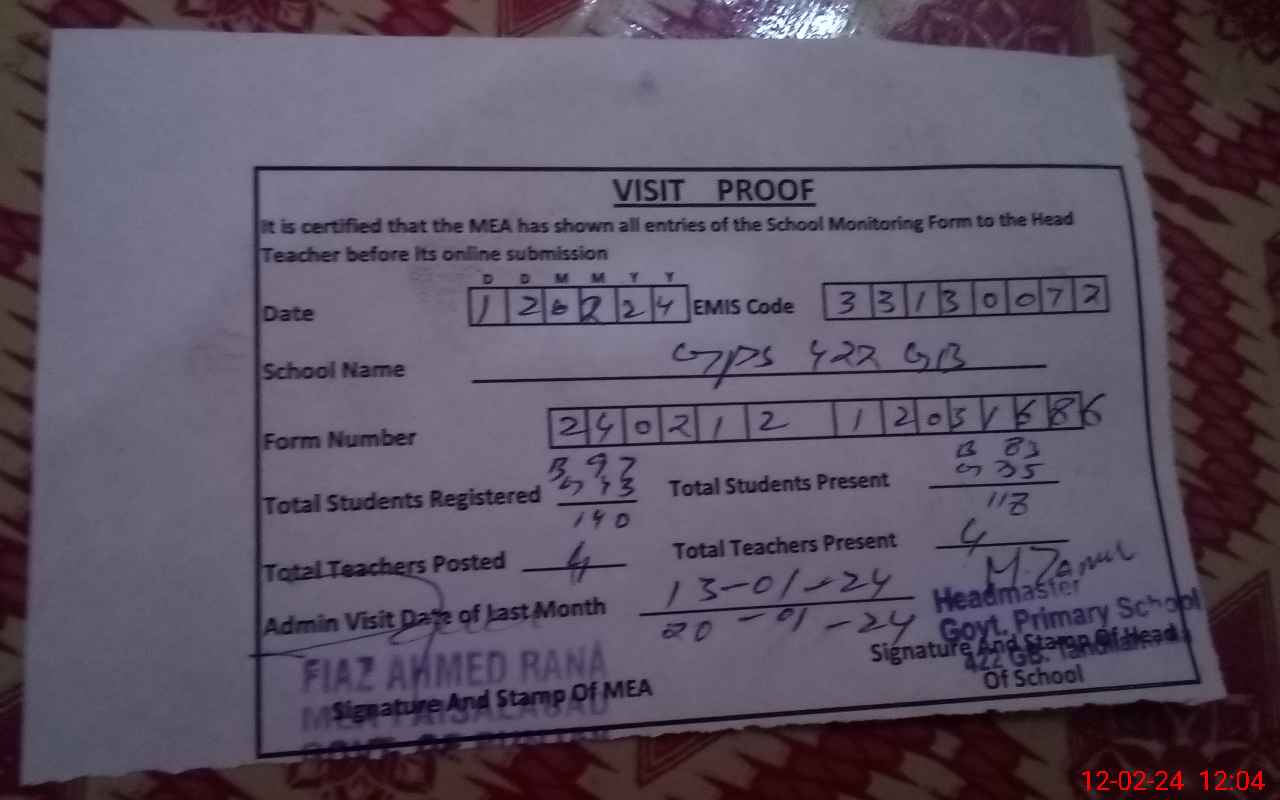 VISIT PROOF
It is certified that the MEA has shown all entries of the School Monitoring Form to the Head
Teacher before its online submission
D D M M Y Y
Date 1 2 0 2 2 4 EMIS Code 3 3 1 3 0 0 7 2
School Name GPS 422 GB
Form Number 2 4 0 2 1 2 1 2 0 3 1 6 8 6
B 97 B 83
Total Students Registered G 43 Total Students Present G 35
140 118
Total Teachers Posted 4 Total Teachers Present 4
Admin Visit Date of Last Month 13-01-24
20-01-24
Headmaster
Govt. Primary School
422 GB.
Signature And Stamp Of Head
Of School
FIAZ AHMED RANA
Signature And Stamp Of MEA
FAISALABAD
12-02-24 12:04